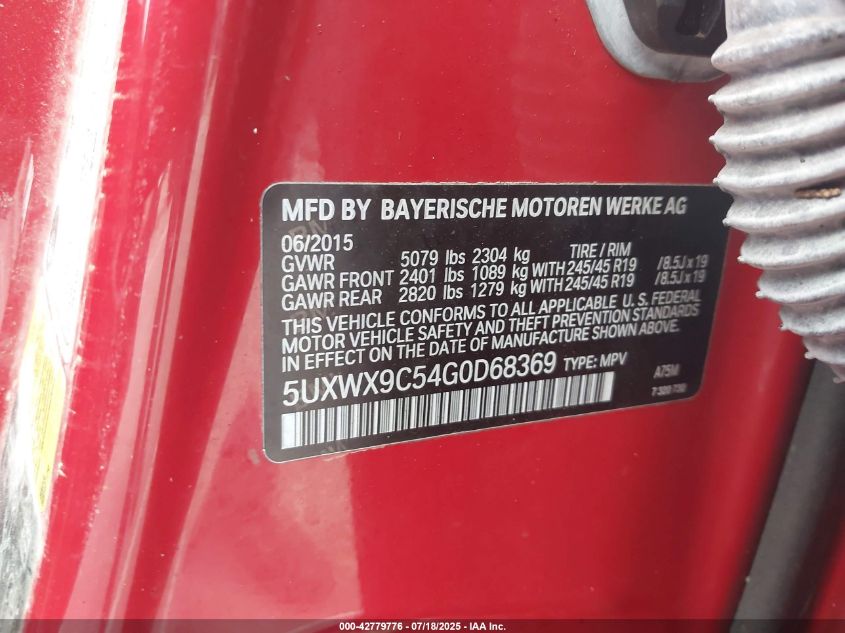 MFD BY BAYERISCHE MOTOREN WERKE AG
06/2015
GVWR 5079 lbs 2304 kg TIRE / RIM
GAWR FRONT 2401 lbs 1089 kg WITH 245/45 R19 / 8.5J x 19
GAWR REAR 2820 lbs 1279 kg WITH 245/45 R19 / 8.5J x 19
THIS VEHICLE CONFORMS TO ALL APPLICABLE U. S. FEDERAL
MOTOR VEHICLE SAFETY AND THEFT PREVENTION STANDARDS
IN EFFECT ON THE DATE OF MANUFACTURE SHOWN ABOVE.
5UXWX9C54G0D68369 TYPE: MPV A75M
7 320 730
000-42779776 - 07/18/2025 - IAA Inc.